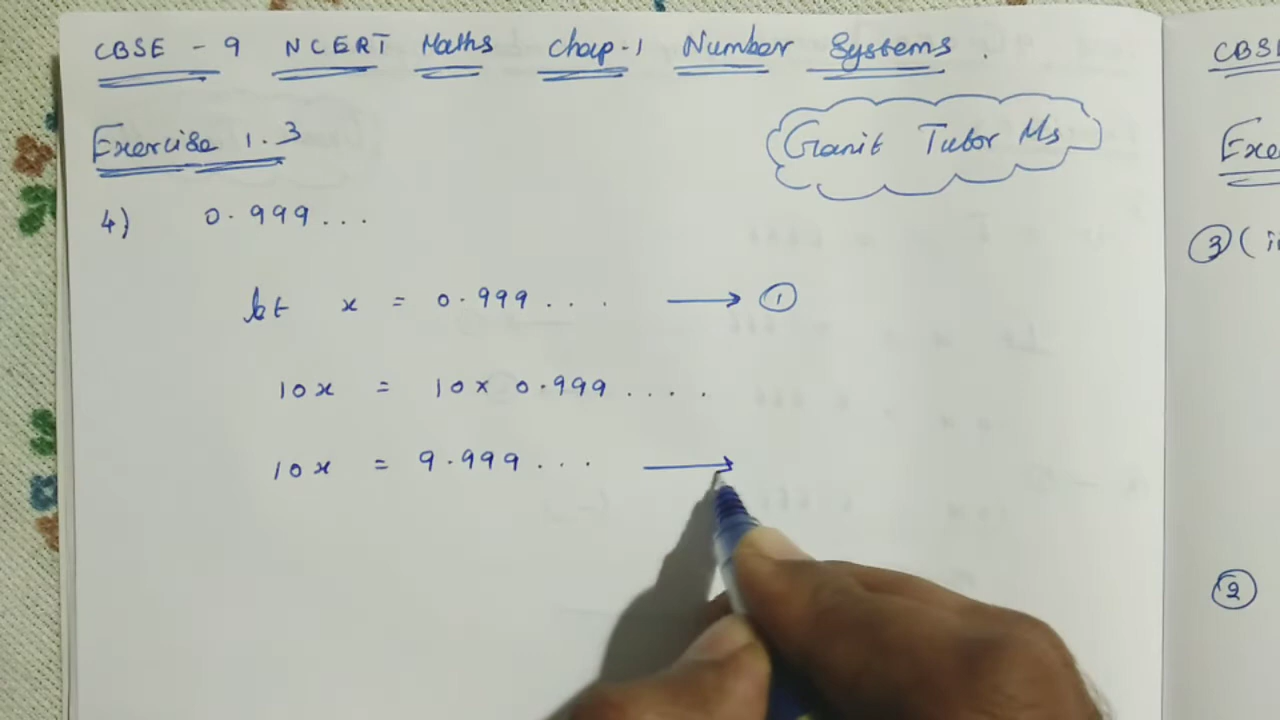 CBSE - 9 NCERT Maths Chap-1 Number Systems.
Exercise 1.3
Ganit Tutor Ms
4) 0.999...
let x = 0.999... ⟶ ①
10x = 10 x 0.999....
10x = 9.999... ⟶
CBSE
Exe
③ (i
②